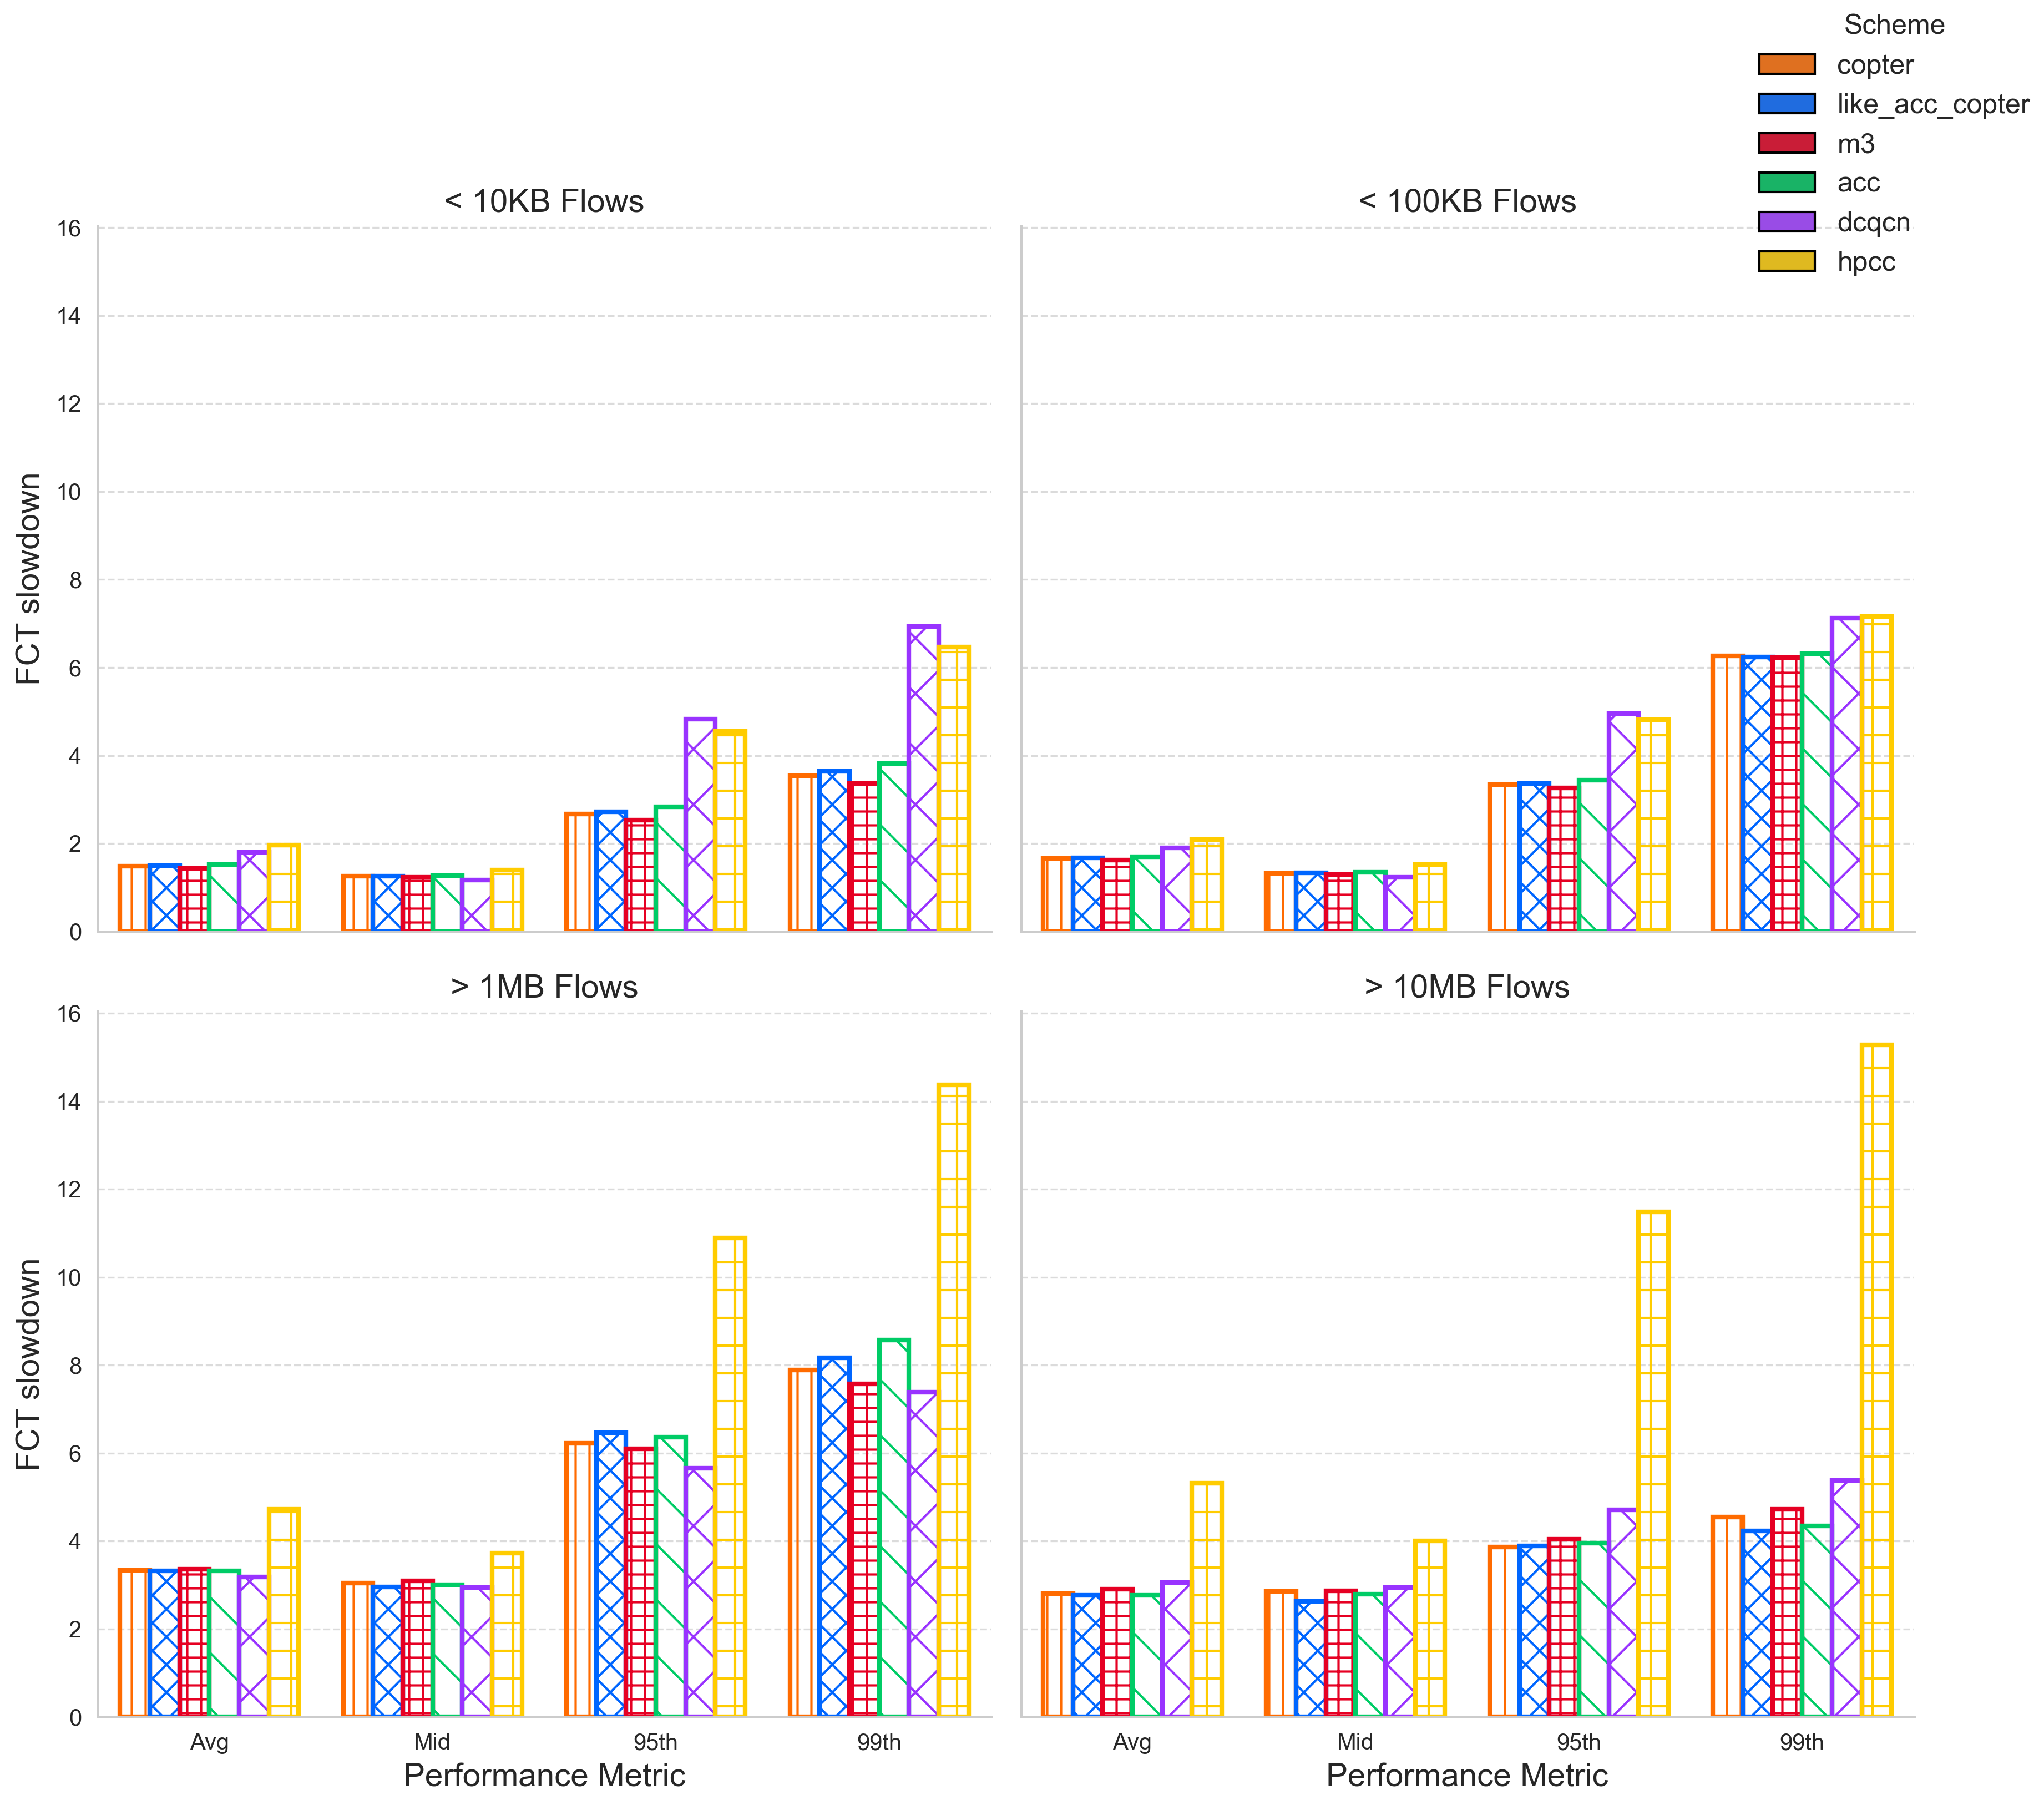 Scheme
copter
like_acc_copter
m3
acc
dcqcn
hpcc
< 10KB Flows
< 100KB Flows
FCT slowdown
16
14
12
10
8
6
4
2
0
> 1MB Flows
> 10MB Flows
FCT slowdown
16
14
12
10
8
6
4
2
0
Avg Mid 95th 99th
Avg Mid 95th 99th
Performance Metric
Performance Metric